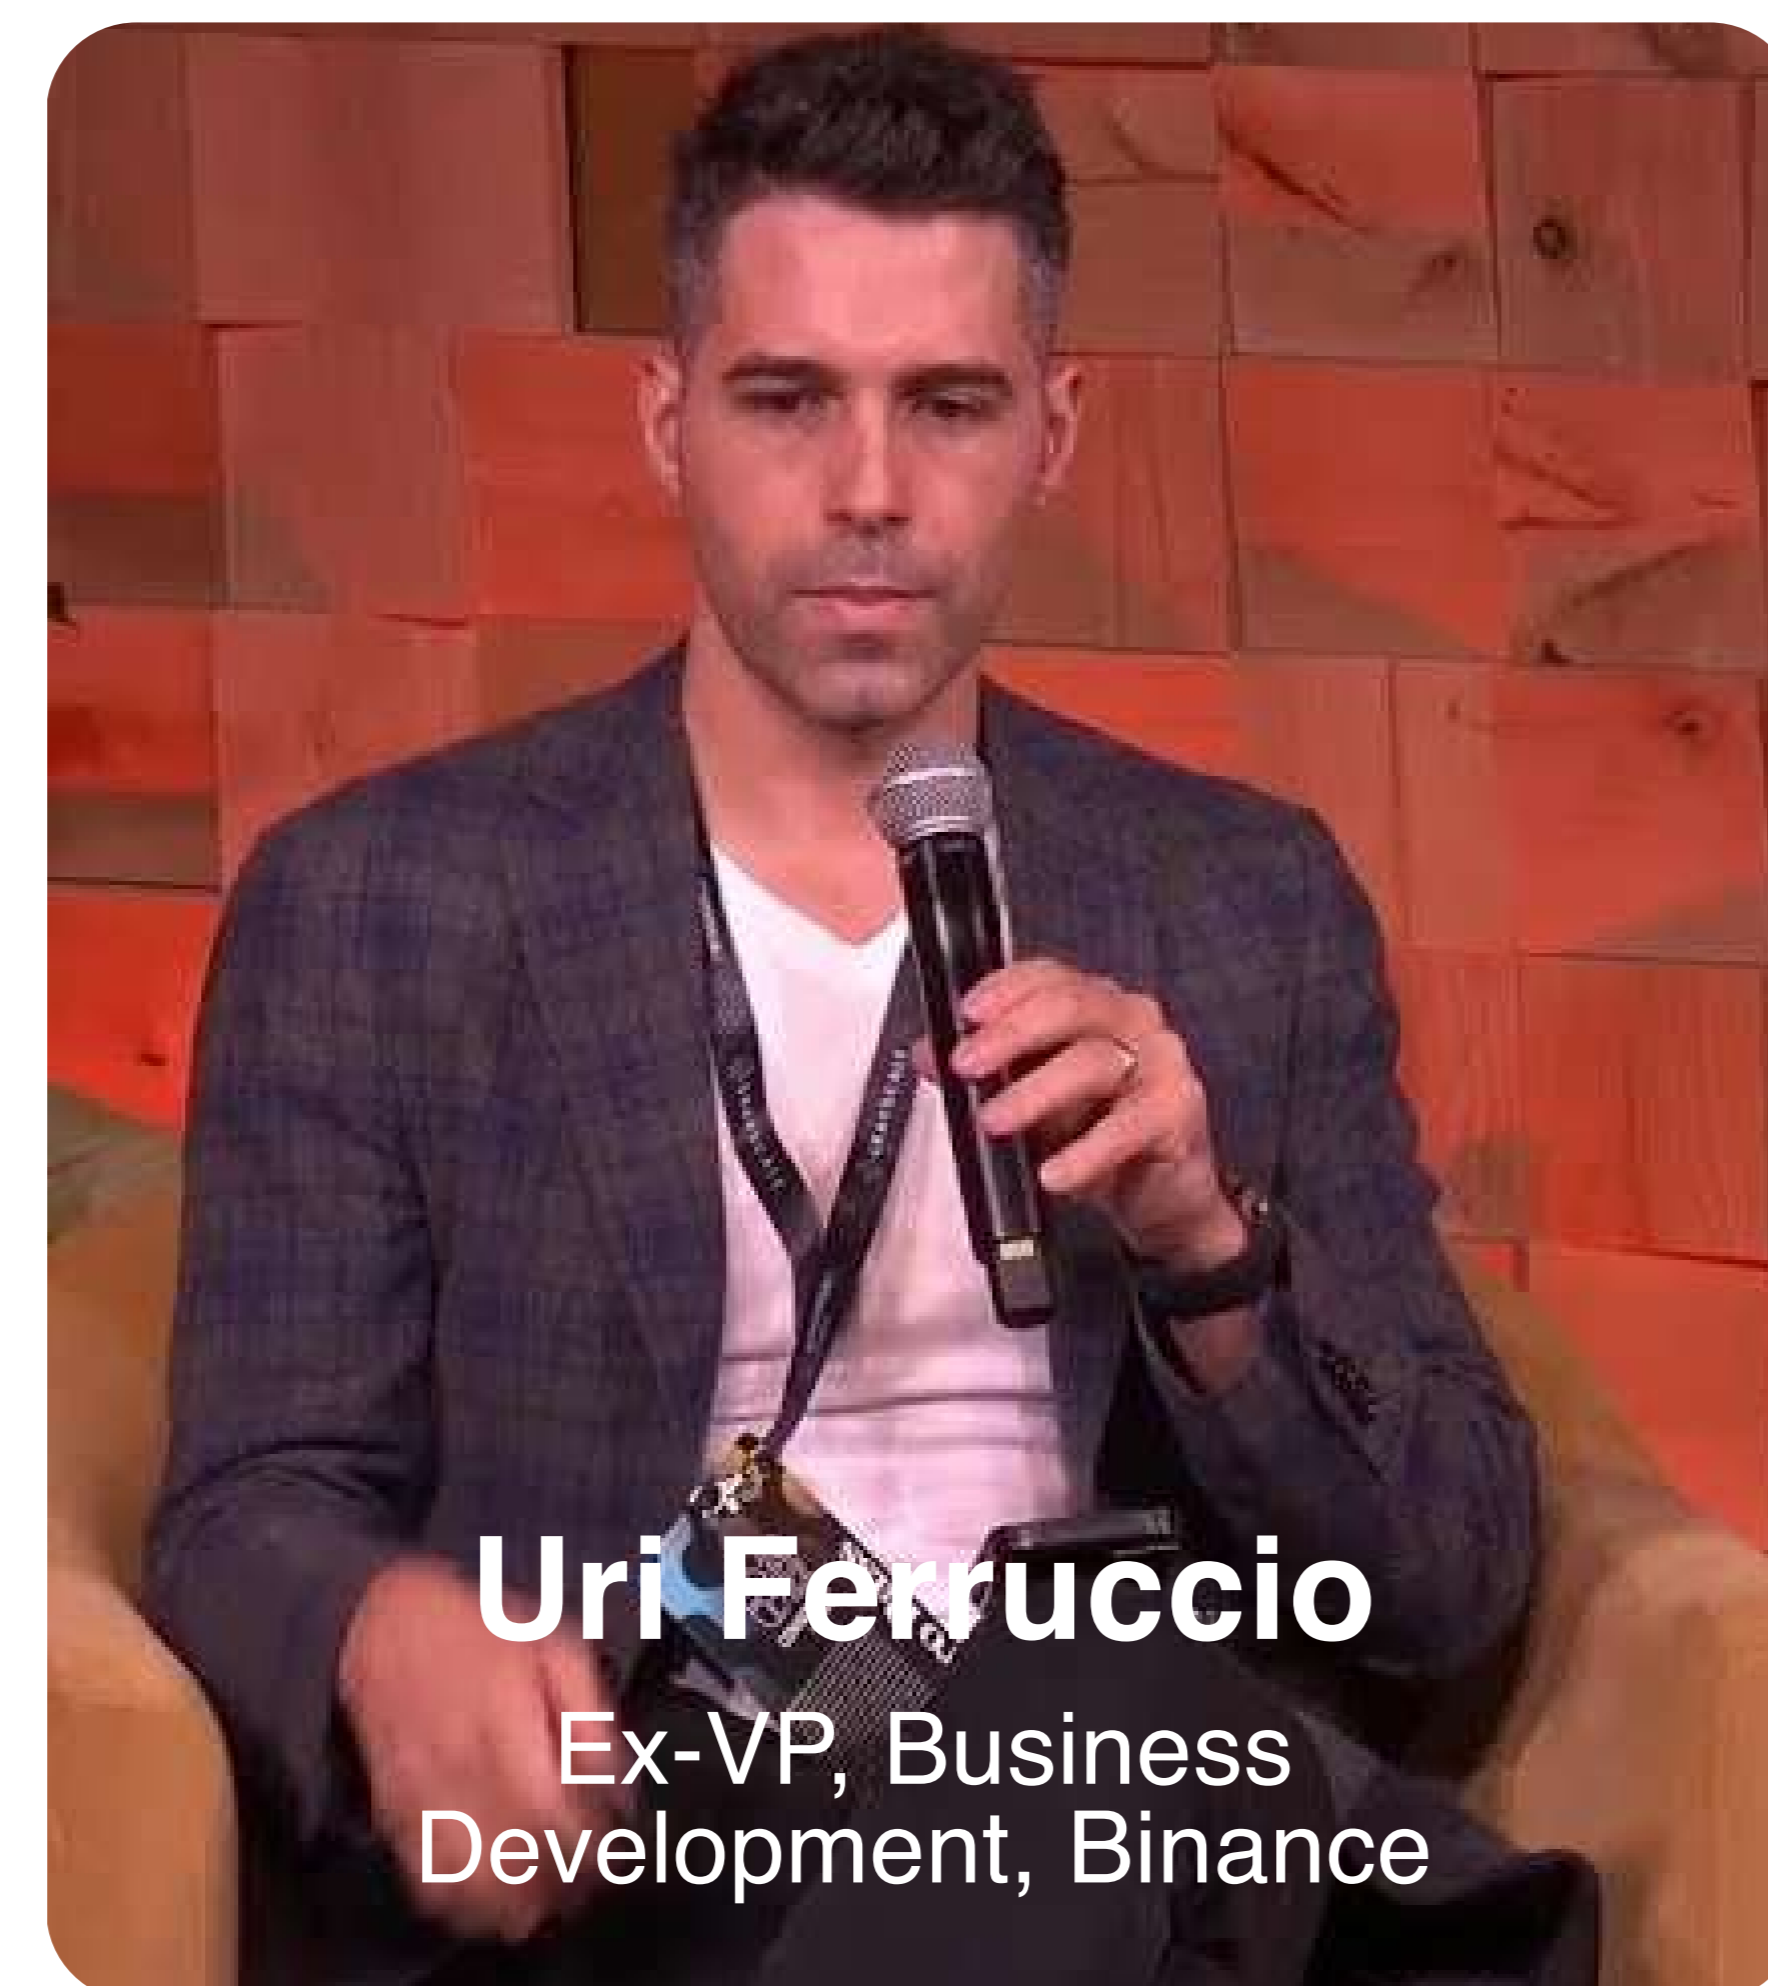 Uri Ferruccio
Ex-VP, Business
Development, Binance